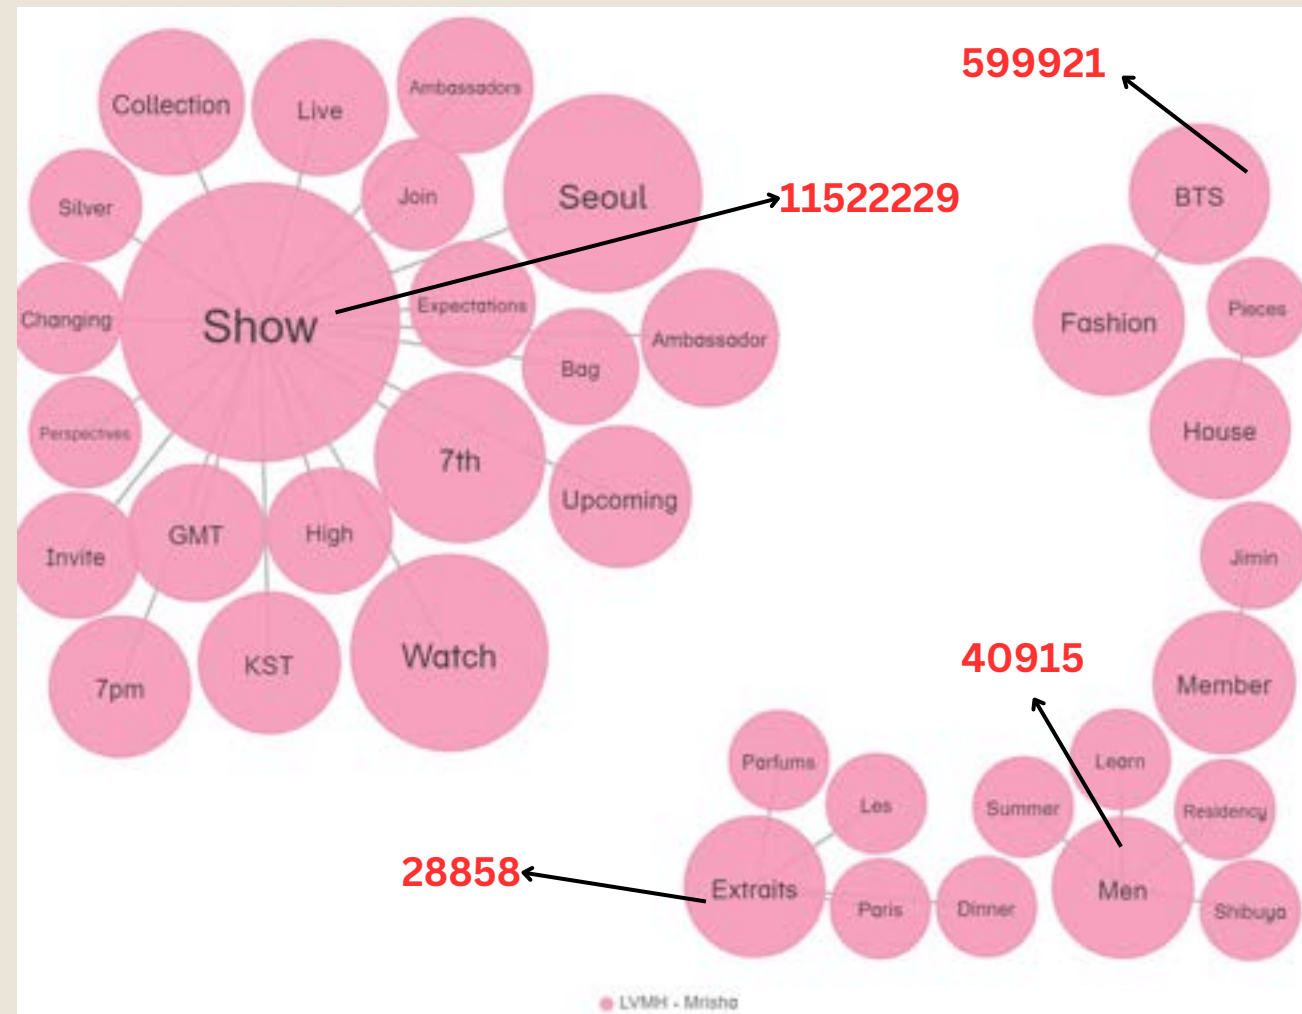 Collection
Live
Ambassadors
599921
Silver
Join
Seoul
11522229
BTS
Changing
Show
Expectations
Bag
Ambassador
Fashion
Pieces
House
Perspectives
7th
Upcoming
Invite
GMT
High
Jimin
7pm
KST
Watch
40915
Member
Parfums
Les
Summer
Learn
Residency
28858
Extraits
Paris
Dinner
Men
Shibuya
LVMH - Mrisha